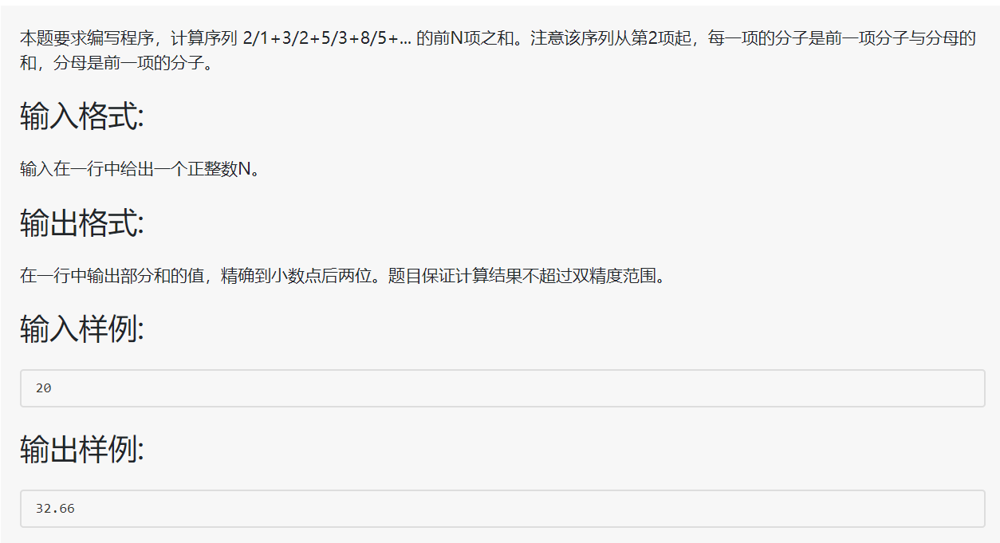 本题要求编写程序，计算序列 2/1+3/2+5/3+8/5+... 的前N项之和。注意该序列从第2项起，每一项的分子是前一项分子与分母的
和，分母是前一项的分子。
输入格式:
输入在一行中给出一个正整数N。
输出格式:
在一行中输出部分和的值，精确到小数点后两位。题目保证计算结果不超过双精度范围。
输入样例:
20
输出样例:
32.66